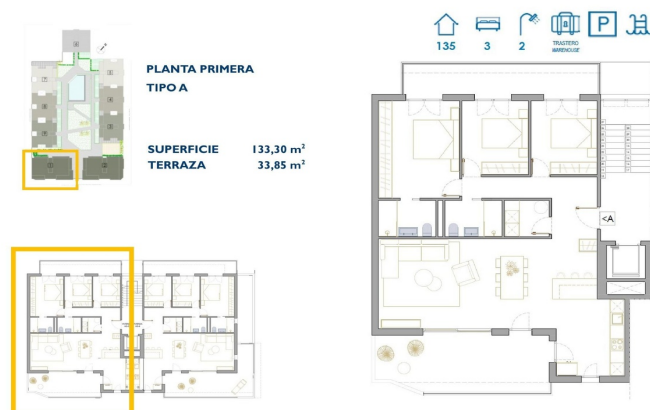 PLANTA PRIMERA
TIPO A
SUPERFICIE 133,30 m²
TERRAZA 33,85 m²
135
3
2
TRASTERO
WAREHOUSE
P
<A